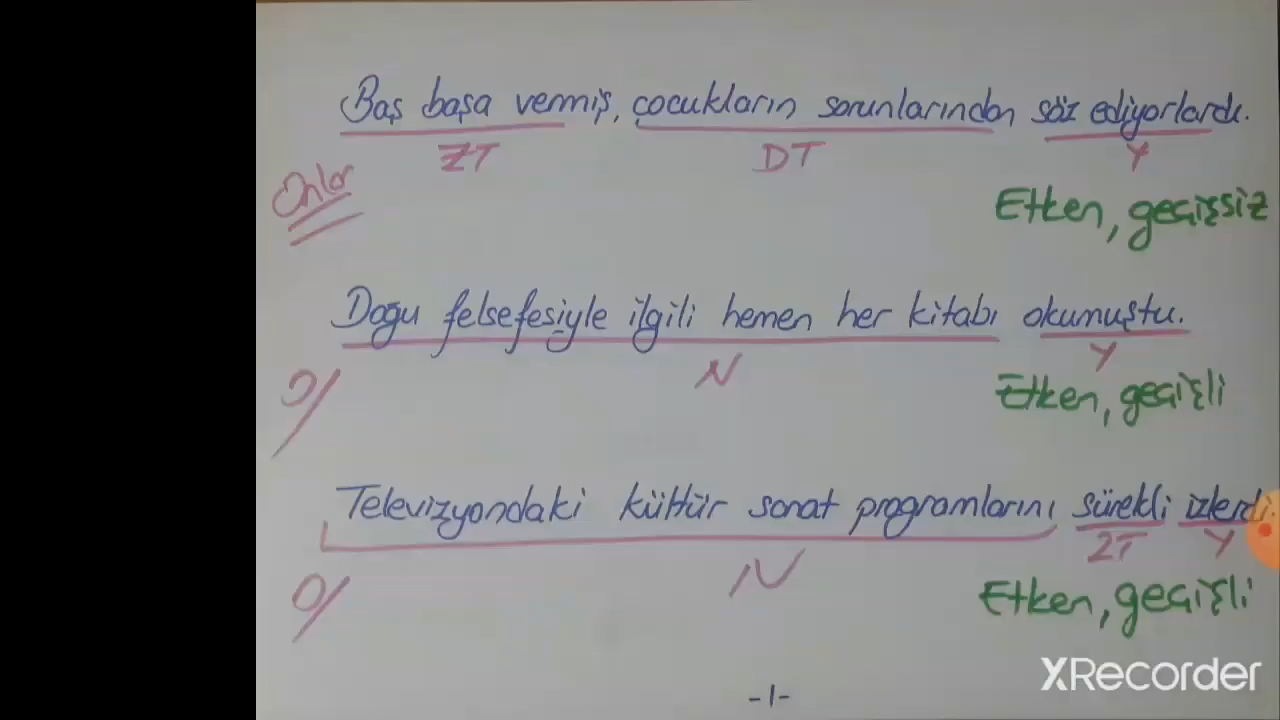 Baş başa vermiş, çocukların sorunlarından söz ediyorlardı.
ZT DT Y
Onlar
Etken, geçişsiz
Doğu felsefesiyle ilgili hemen her kitabı okumuştu.
N Y
O/
Etken, geçişli
Televizyondaki kültür sanat programlarını sürekli izlerdi.
N ZT Y
O/
Etken, geçişli
XRecorder
-1-